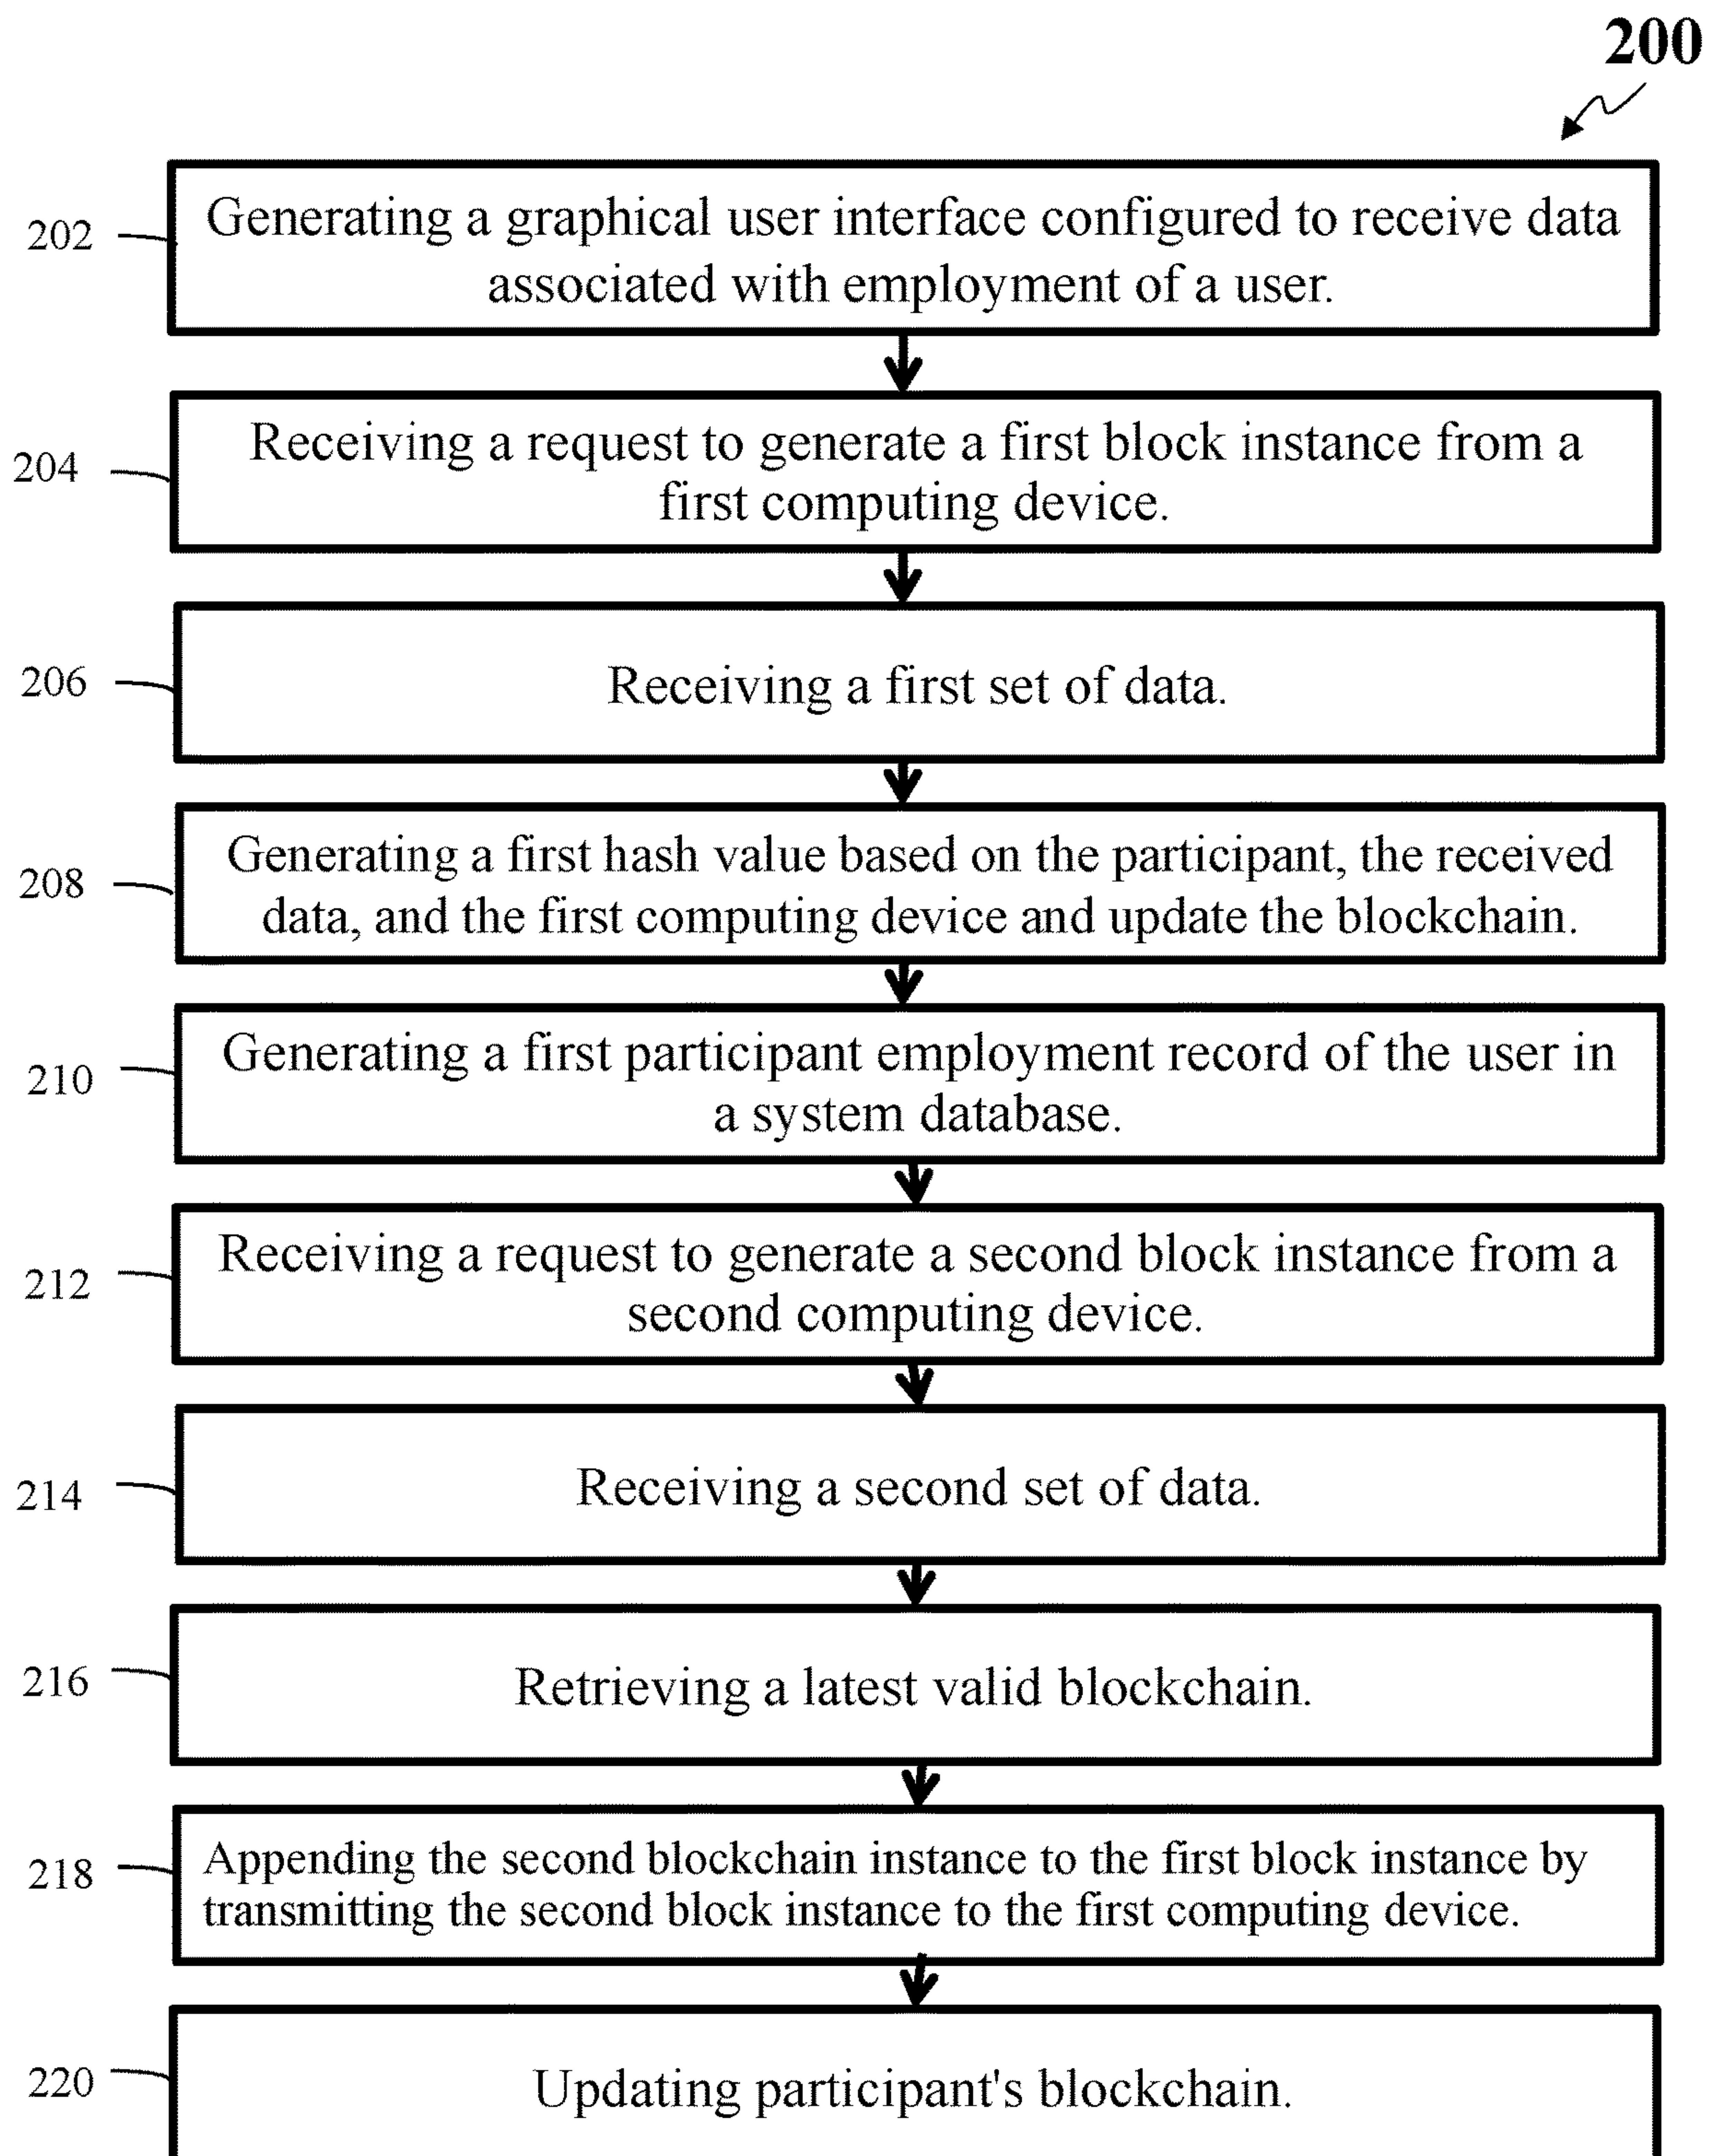 200
202
Generating a graphical user interface configured to receive data
associated with employment of a user.
204
Receiving a request to generate a first block instance from a
first computing device.
206
Receiving a first set of data.
208
Generating a first hash value based on the participant, the received
data, and the first computing device and update the blockchain.
210
Generating a first participant employment record of the user in
a system database.
212
Receiving a request to generate a second block instance from a
second computing device.
214
Receiving a second set of data.
216
Retrieving a latest valid blockchain.
218
Appending the second blockchain instance to the first block instance by
transmitting the second block instance to the first computing device.
220
Updating participant's blockchain.